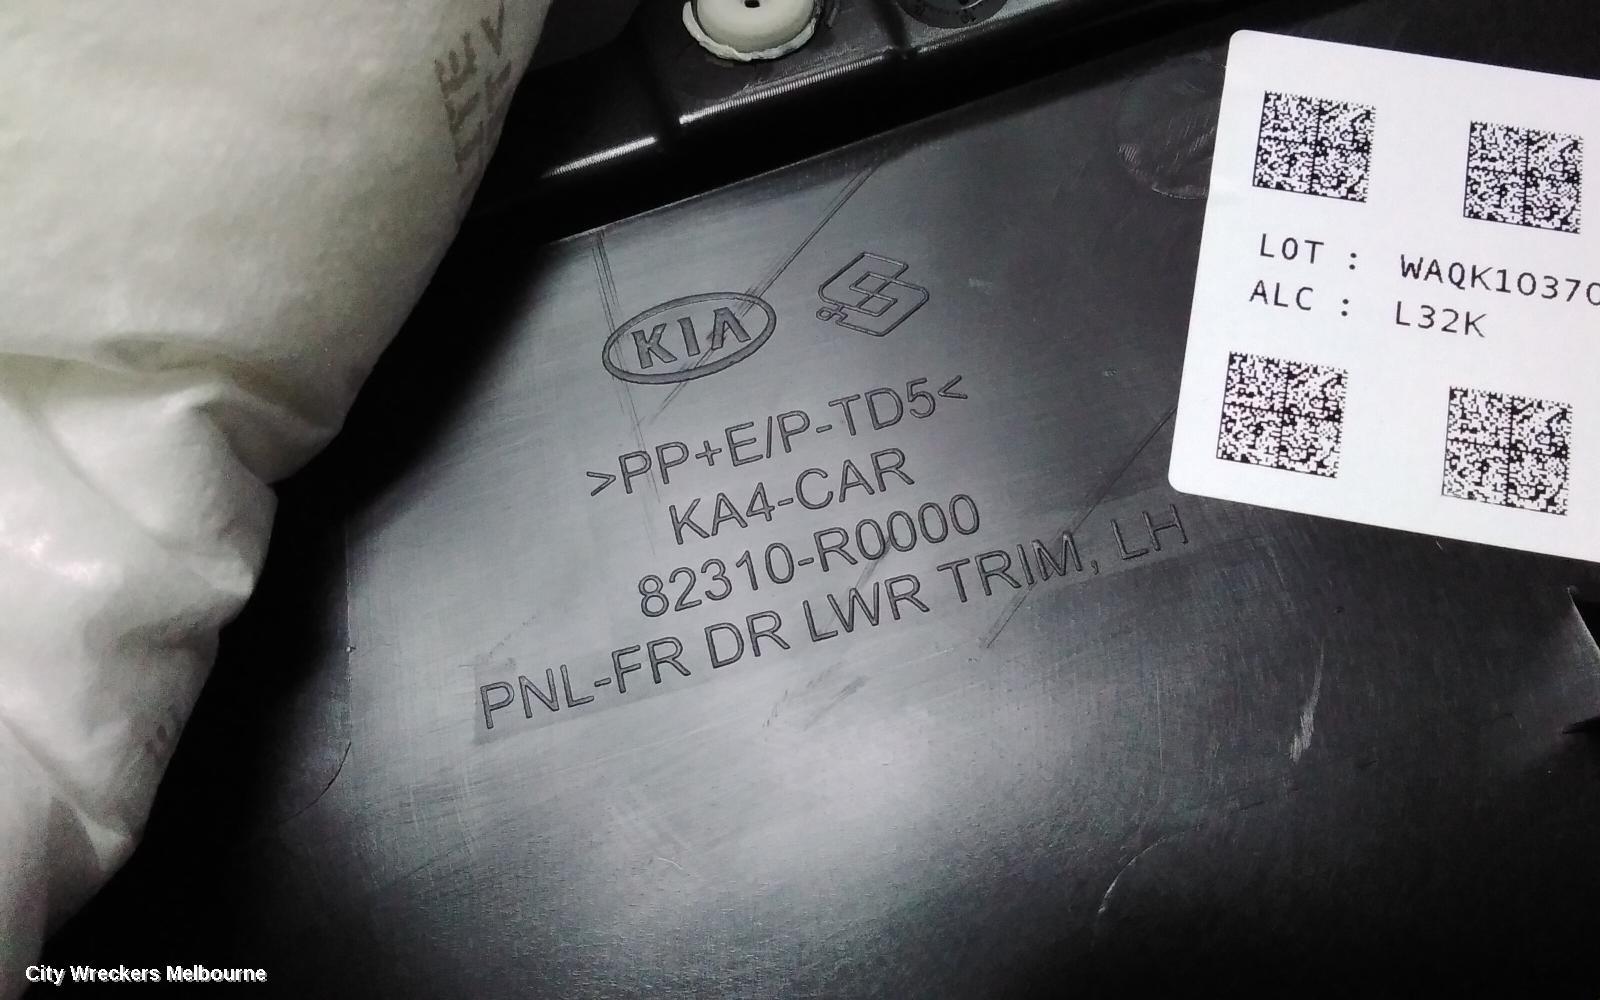 KIA
>PP+E/P-TD5<
KA4-CAR
82310-R0000
PNL-FR DR LWR TRIM, LH
LOT : WAQK1037
ALC : L32K
City Wreckers Melbourne